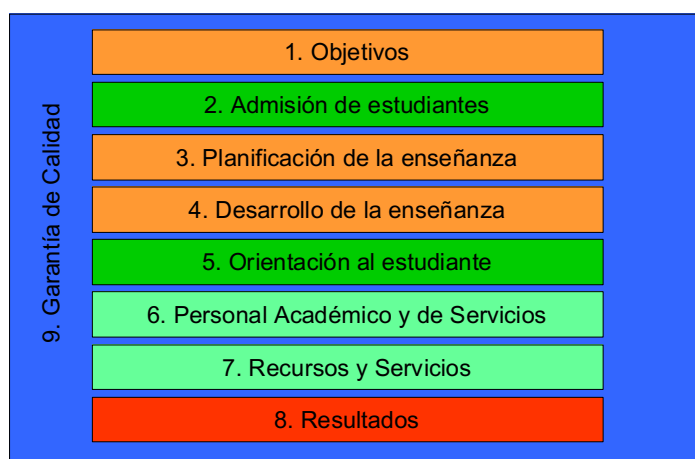 1. Objetivos
2. Admisión de estudiantes
3. Planificación de la enseñanza
4. Desarrollo de la enseñanza
5. Orientación al estudiante
6. Personal Académico y de Servicios
7. Recursos y Servicios
8. Resultados
9. Garantía de Calidad